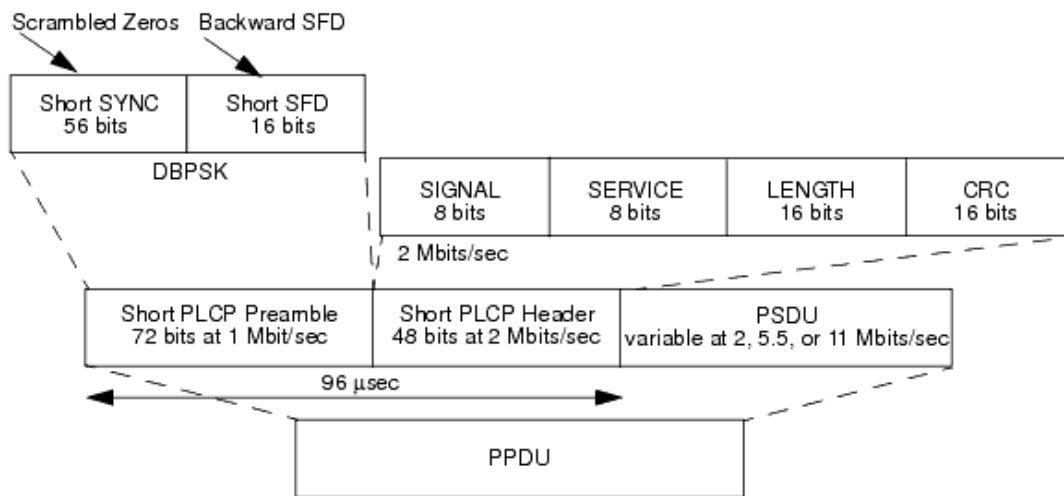 Scrambled Zeros
Backward SFD
Short SYNC
56 bits
Short SFD
16 bits
DBPSK
SIGNAL
8 bits
SERVICE
8 bits
LENGTH
16 bits
CRC
16 bits
2 Mbits/sec
Short PLCP Preamble
72 bits at 1 Mbit/sec
Short PLCP Header
48 bits at 2 Mbits/sec
PSDU
variable at 2, 5.5, or 11 Mbits/sec
96 µsec
PPDU